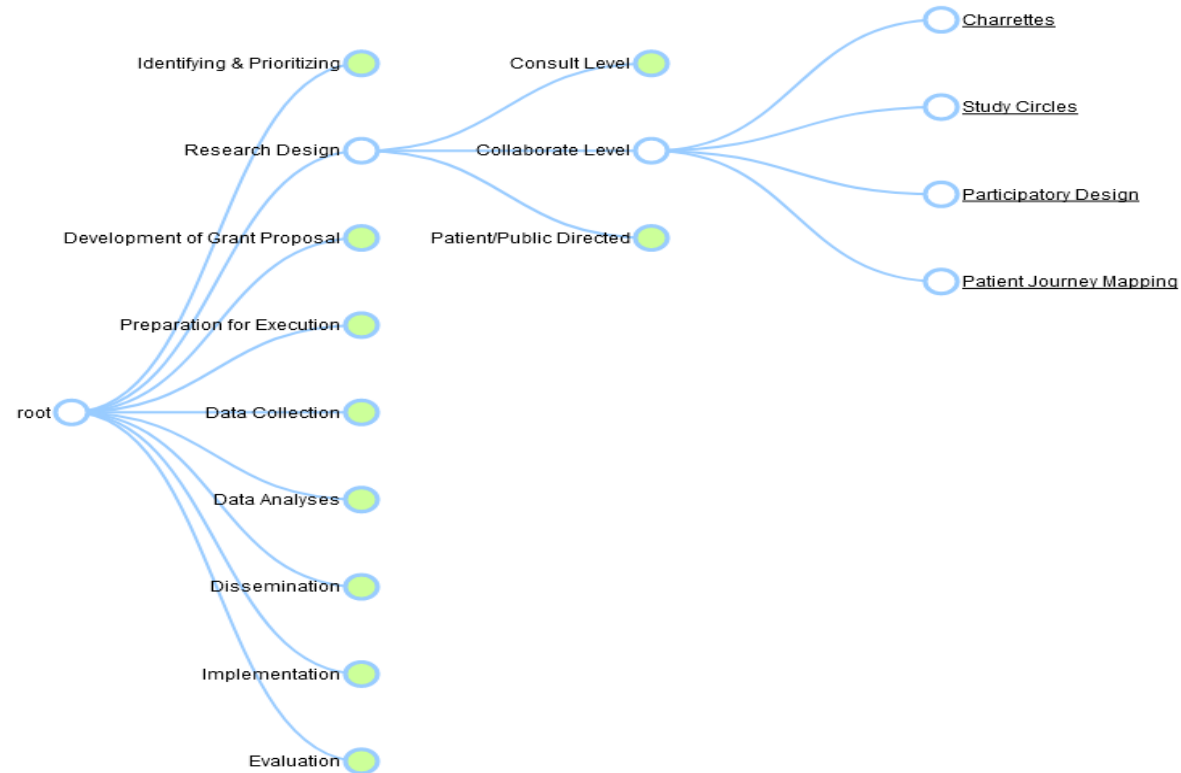 Charrettes
Identifying & Prioritizing
Consult Level
Study Circles
Research Design
Collaborate Level
Participatory Design
Development of Grant Proposal
Patient/Public Directed
Patient Journey Mapping
Preparation for Execution
root
Data Collection
Data Analyses
Dissemination
Implementation
Evaluation